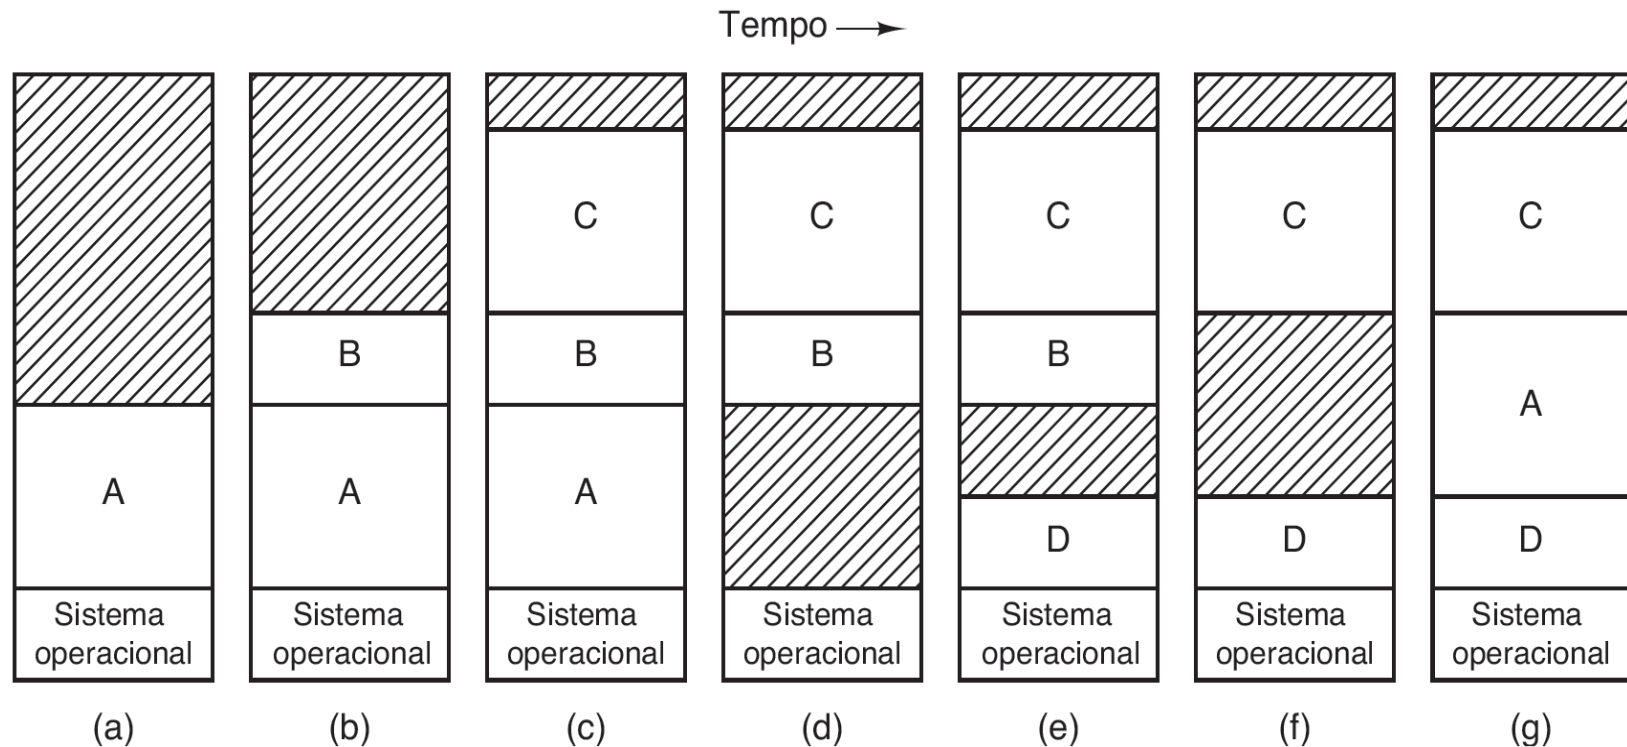 Tempo
A
Sistema
operacional
(a)
B
A
Sistema
operacional
(b)
C
B
A
Sistema
operacional
(c)
C
B
Sistema
operacional
(d)
C
B
D
Sistema
operacional
(e)
C
D
Sistema
operacional
(f)
C
A
D
Sistema
operacional
(g)